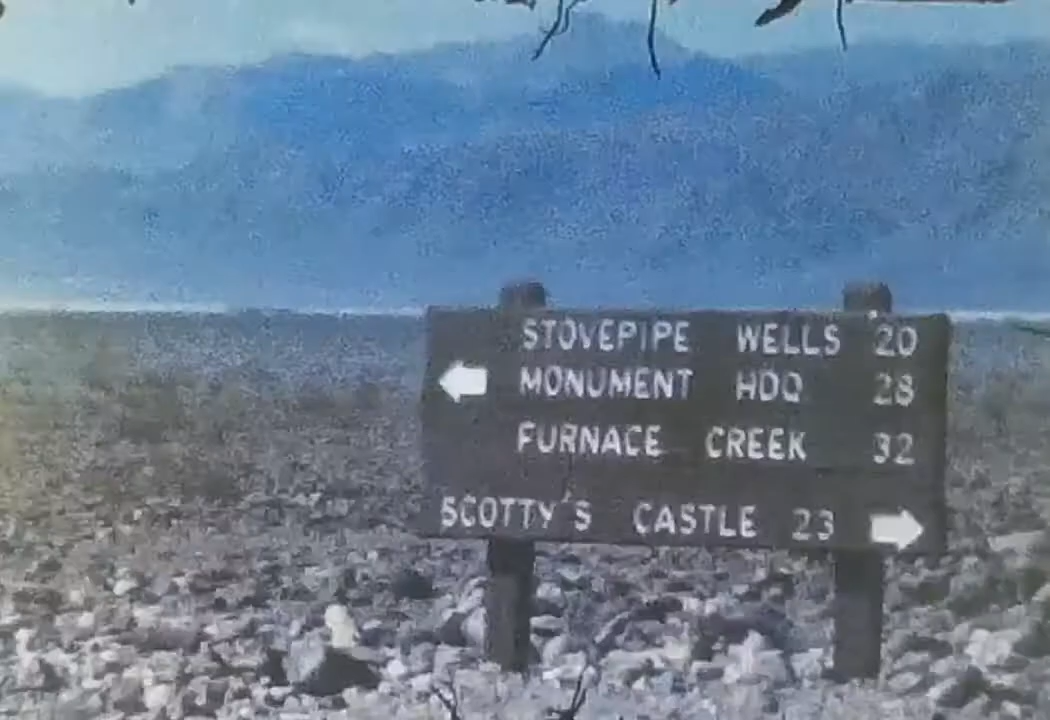 STOVEPIPE WELLS 20
MONUMENT HDQ 28
FURNACE CREEK 32
SCOTTY'S CASTLE 23